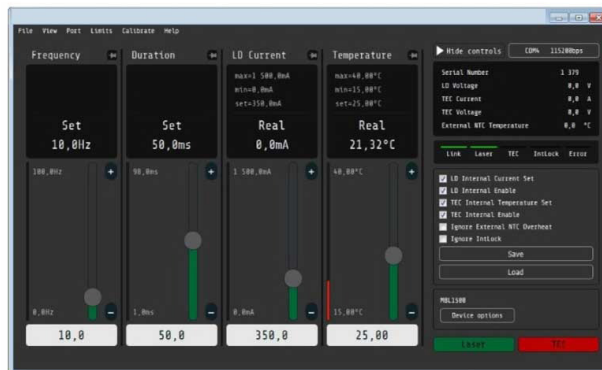 File View Port Limits Calibrate Help
Frequency
Set
10,0Hz
100,0Hz
0,0Hz
10,0
Duration
Set
50,0ms
90,0ms
1,0ms
50,0
LD Current
max=1 500,0mA
min=0,0mA
set=350,0mA
Real
0,0mA
1 500,0mA
0,0mA
350,0
Temperature
max=40,00°C
min=15,00°C
set=25,00°C
Real
21,32°C
40,00°C
15,00°C
25,00
Hide controls
115200bps
Serial Number 1 379
LD Voltage 0,0 V
TEC Current 0,0 A
TEC Voltage 0,0 V
External NTC Temperature 0,0 °C
Link Laser TEC IntLock Error
LD Internal Current Set
LD Internal Enable
TEC Internal Temperature Set
TEC Internal Enable
Ignore External NTC Overheat
Ignore IntLock
Save
Load
Device options
Laser TEC